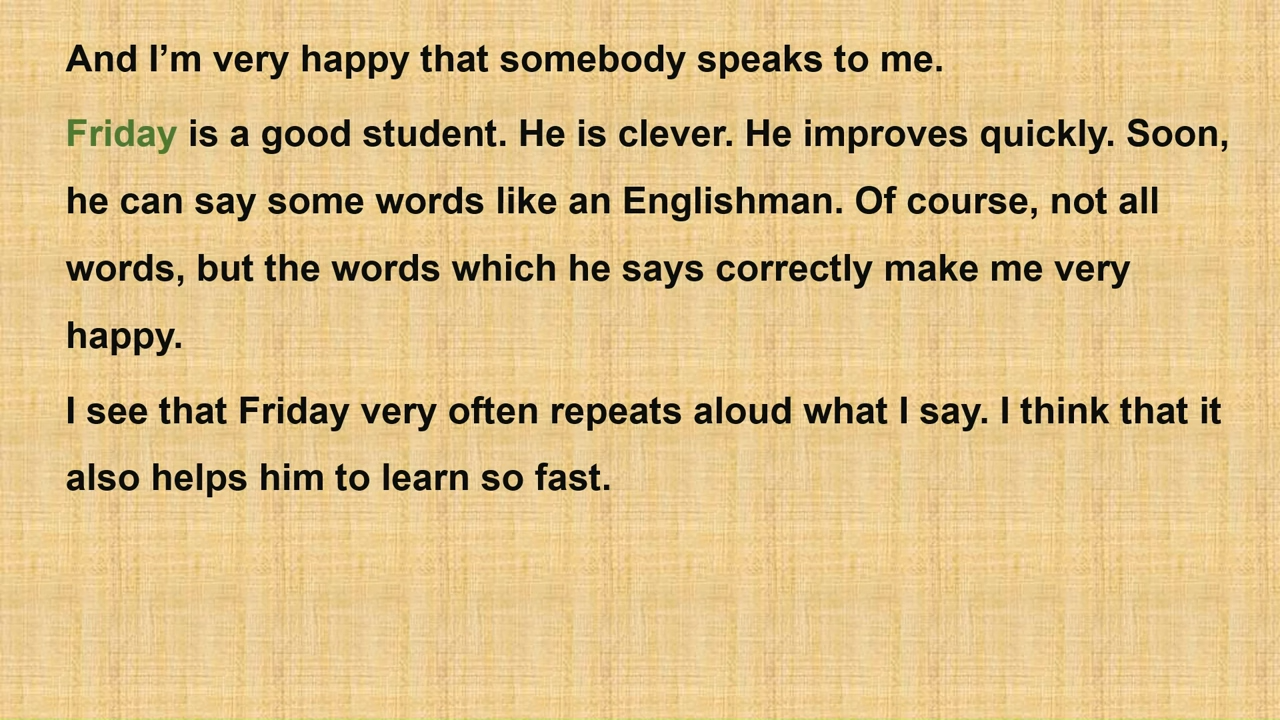 And I’m very happy that somebody speaks to me.
Friday is a good student. He is clever. He improves quickly. Soon,
he can say some words like an Englishman. Of course, not all
words, but the words which he says correctly make me very
happy.
I see that Friday very often repeats aloud what I say. I think that it
also helps him to learn so fast.